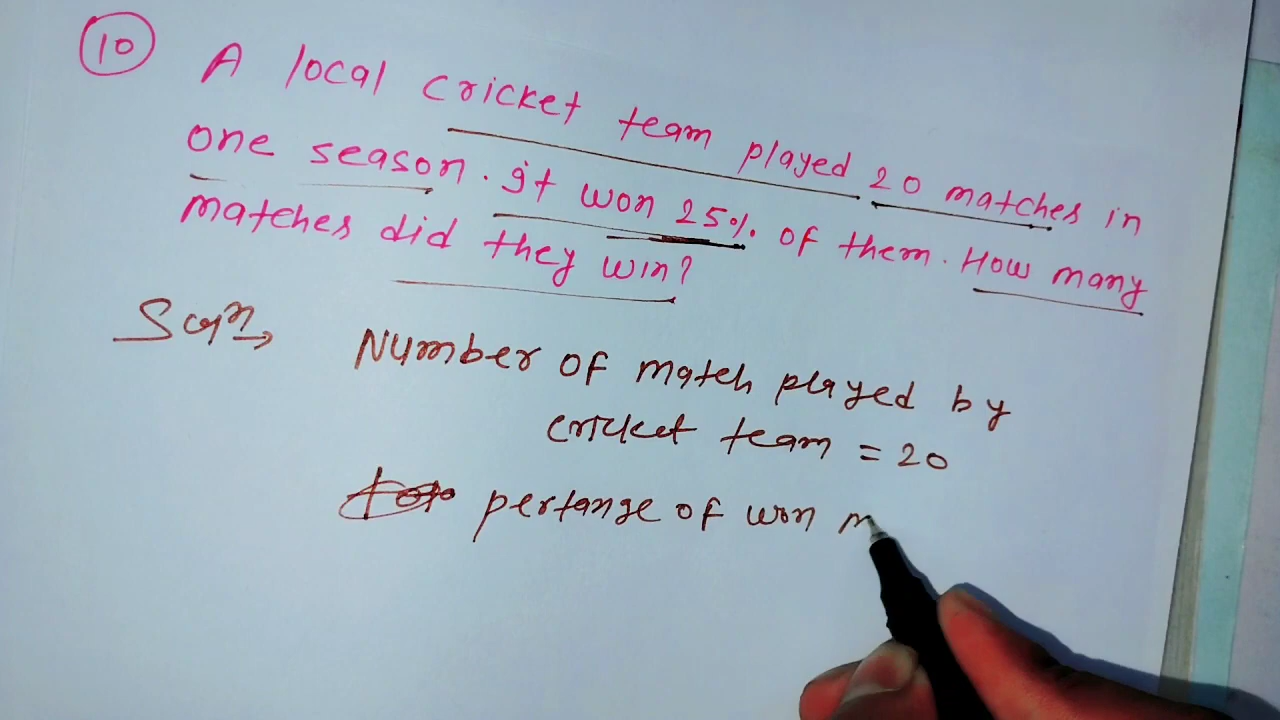 10 A local cricket team played 20 matches in
one season. It won 25% of them. How many
matches did they win?
Solⁿ→ Number of match played by
cricket team = 20
pertange of won m